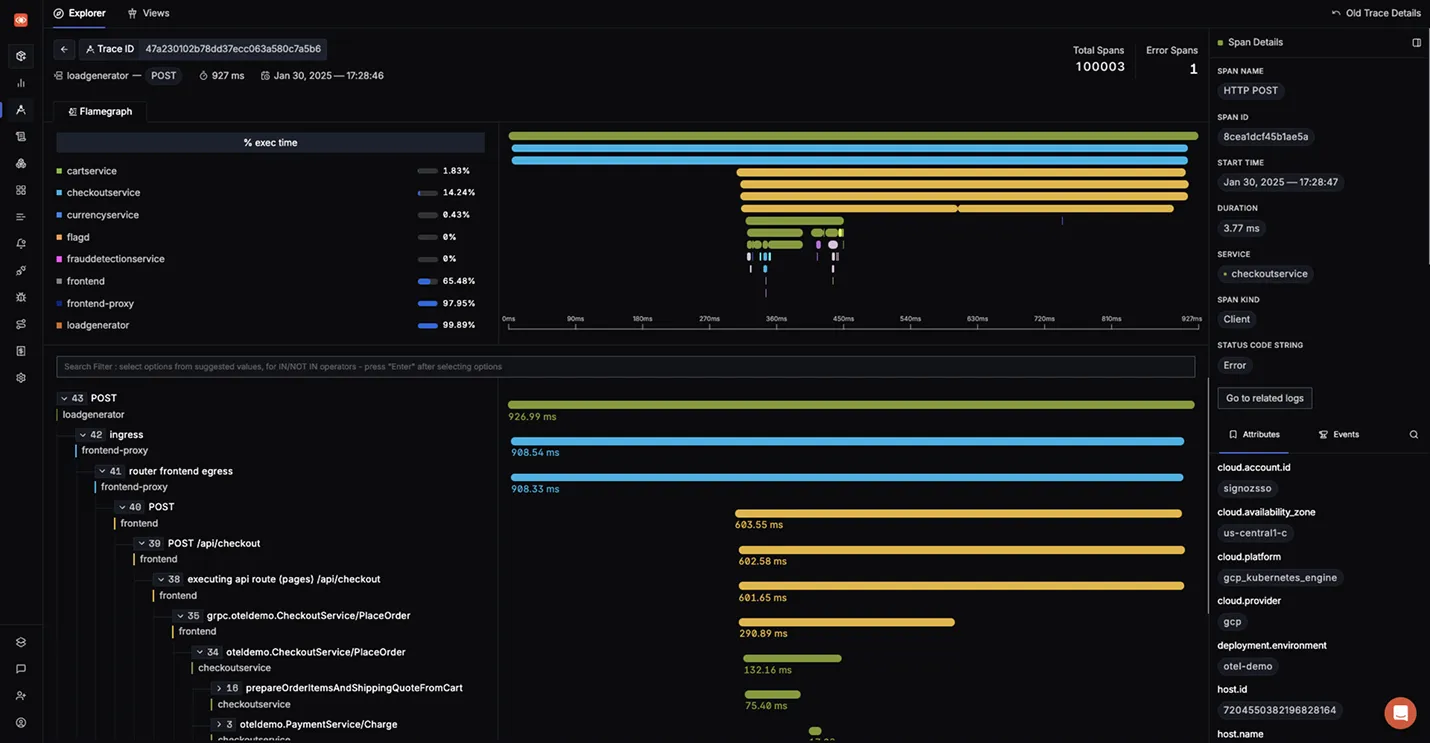 Explorer
Views
Old Trace Details
Trace ID 47a230102b78dd37ecc063a580c7a5b6
loadgenerator — POST 927 ms Jan 30, 2025 — 17:28:46
Total Spans
100003
Error Spans
1
Flamegraph
% exec time
cartservice 1.83%
checkoutservice 14.24%
currencyservice 0.43%
flagd 0%
frauddetectionservice 0%
frontend 65.48%
frontend-proxy 97.95%
loadgenerator 99.89%
0ms 90ms 180ms 270ms 360ms 450ms 540ms 630ms 720ms 810ms 927ms
Search Filter : select options from suggested values, for IN/NOT IN operators - press "Enter" after selecting options
43 POST
loadgenerator
926.99 ms
42 ingress
frontend-proxy
908.54 ms
41 router frontend egress
frontend-proxy
908.33 ms
40 POST
frontend
603.55 ms
39 POST /api/checkout
frontend
602.58 ms
38 executing api route (pages) /api/checkout
frontend
601.65 ms
35 grpc.oteldemo.CheckoutService/PlaceOrder
frontend
290.89 ms
34 oteldemo.CheckoutService/PlaceOrder
checkoutservice
132.16 ms
16 prepareOrderItemsAndShippingQuoteFromCart
checkoutservice
75.40 ms
3 oteldemo.PaymentService/Charge
checkoutservice
Span Details
SPAN NAME
HTTP POST
SPAN ID
8cea1dcf45b1ae5a
START TIME
Jan 30, 2025 — 17:28:47
DURATION
3.77 ms
SERVICE
checkoutservice
SPAN KIND
Client
STATUS CODE STRING
Error
Go to related logs
Attributes
Events
cloud.account.id
signozsso
cloud.availability_zone
us-central1-c
cloud.platform
gcp_kubernetes_engine
cloud.provider
gcp
deployment.environment
otel-demo
host.id
7204550382196828164
host.name